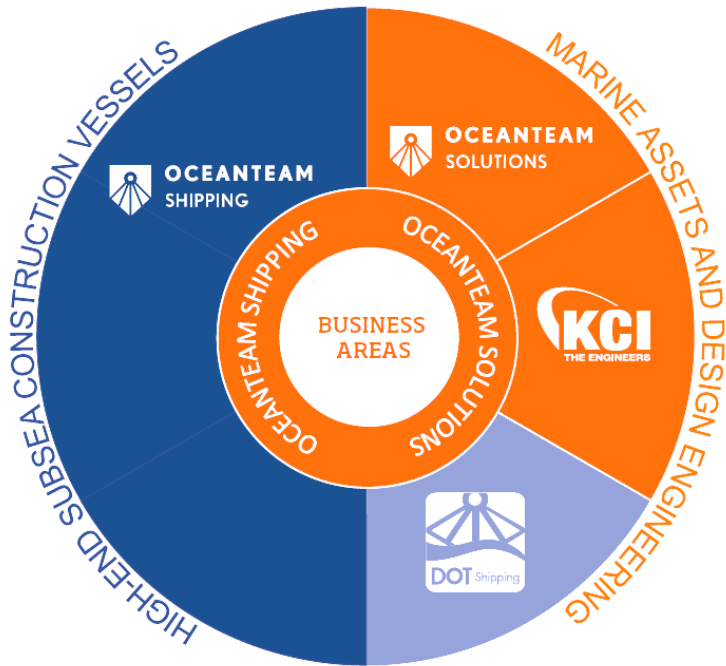 HIGH-END SUBSEA CONSTRUCTION VESSELS
MARINE ASSETS AND DESIGN ENGINEERING
OCEANTEAM
SHIPPING
OCEANTEAM
SOLUTIONS
OCEANTEAM SHIPPING
OCEANTEAM SOLUTIONS
BUSINESS
AREAS
KCI
THE ENGINEERS
DOT Shipping